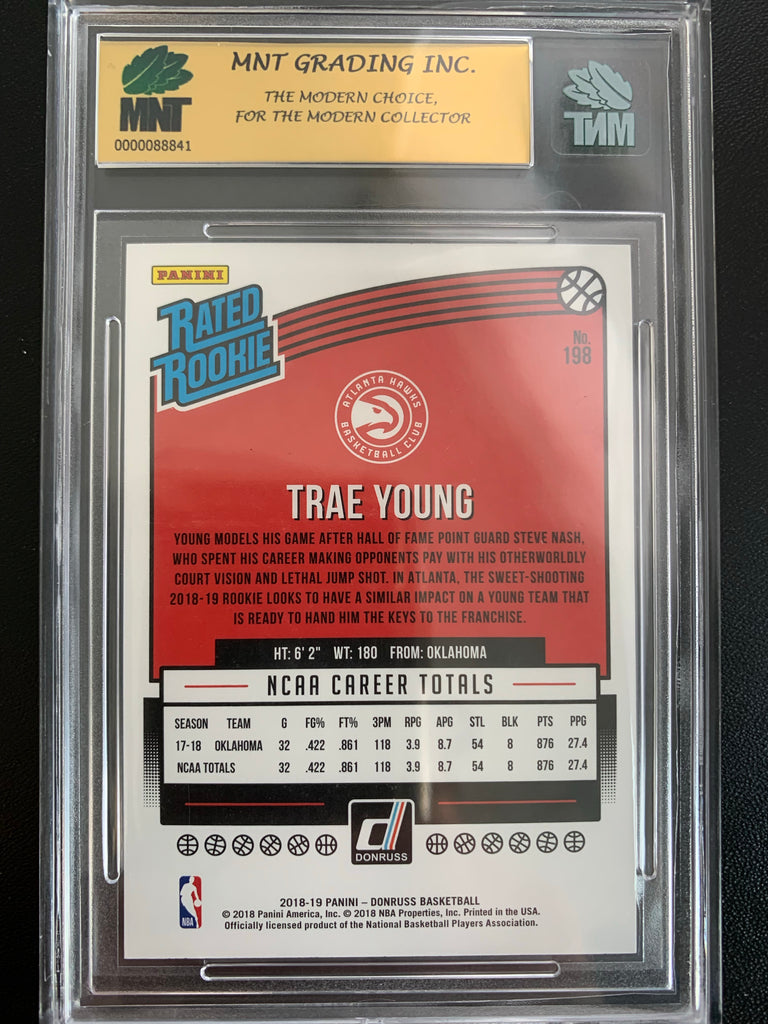 MNT GRADING INC.
THE MODERN CHOICE,
FOR THE MODERN COLLECTOR
MNT
0000088841
MNT
PANINI
RATED
ROOKIE
No.
198
ATLANTA HAWKS
BASKETBALL CLUB
TRAE YOUNG
YOUNG MODELS HIS GAME AFTER HALL OF FAME POINT GUARD STEVE NASH,
WHO SPENT HIS CAREER MAKING OPPONENTS PAY WITH HIS OTHERWORLDLY
COURT VISION AND LETHAL JUMP SHOT. IN ATLANTA, THE SWEET-SHOOTING
2018-19 ROOKIE LOOKS TO HAVE A SIMILAR IMPACT ON A YOUNG TEAM THAT
IS READY TO HAND HIM THE KEYS TO THE FRANCHISE.
HT: 6' 2" WT: 180 FROM: OKLAHOMA
NCAA CAREER TOTALS
SEASON TEAM G FG% FT% 3PM RPG APG STL BLK PTS PPG
17-18 OKLAHOMA 32 .422 .861 118 3.9 8.7 54 8 876 27.4
NCAA TOTALS 32 .422 .861 118 3.9 8.7 54 8 876 27.4
DONRUSS
NBA
2018-19 PANINI – DONRUSS BASKETBALL
© 2018 Panini America, Inc. © 2018 NBA Properties, Inc. Printed in the USA.
Officially licensed product of the National Basketball Players Association.